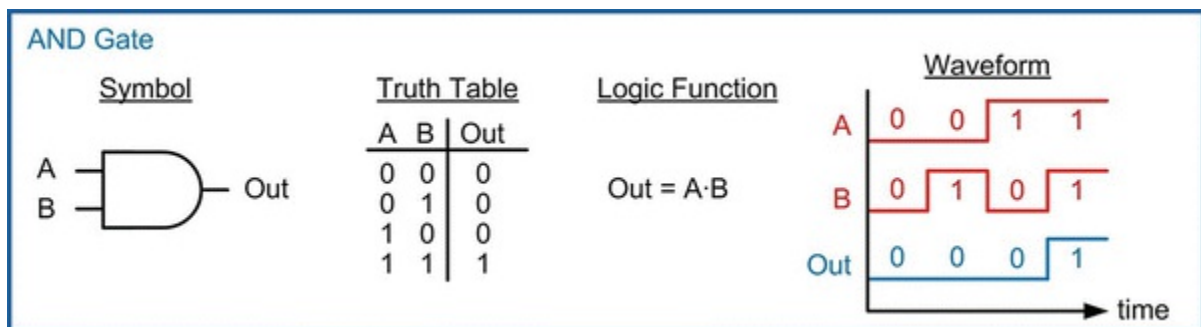 AND Gate
Symbol
A
B
Out
Truth Table
A B Out
0 0 0
0 1 0
1 0 0
1 1 1
Logic Function
Out = A·B
Waveform
A 0 0 1 1
B 0 1 0 1
Out 0 0 0 1
time